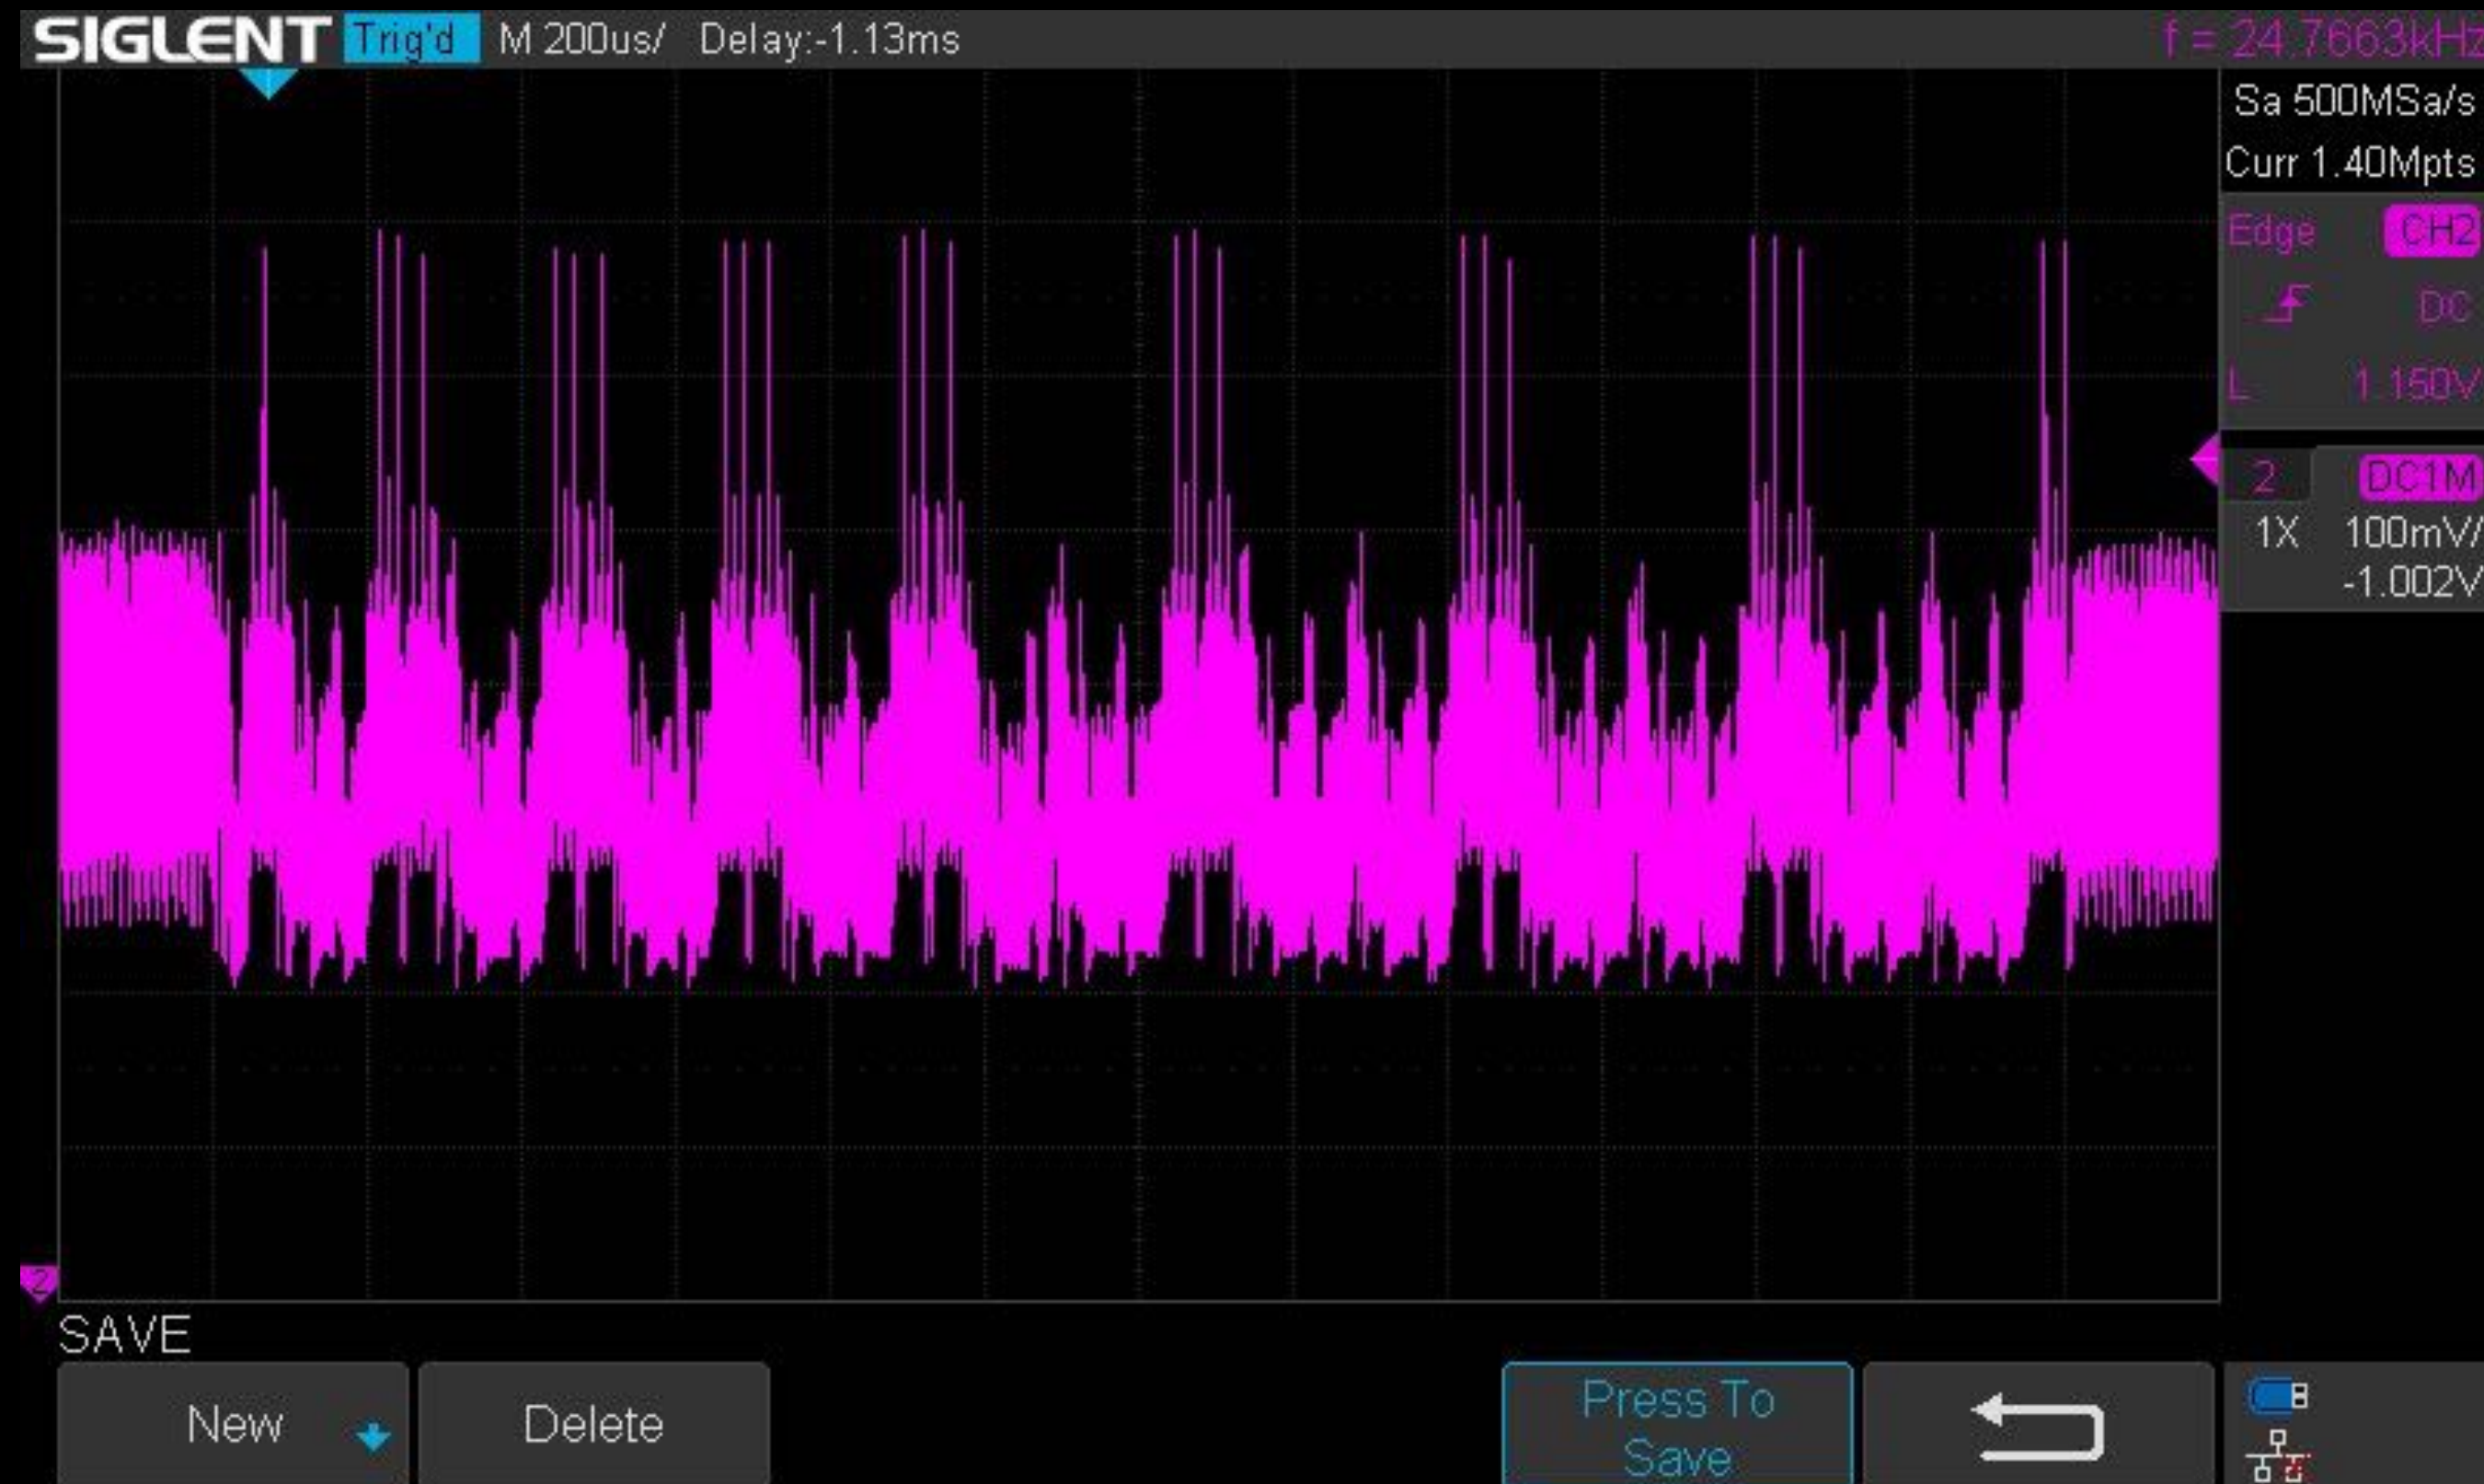 SIGLENT Trig'd M 200us/ Delay:-1.13ms f = 24.7663kHz
Sa 500MSa/s
Curr 1.40Mpts
Edge CH2
DC
L 1.150V
2 DC1M
1X 100mV/
-1.002V
2
SAVE
New Delete Press To
Save